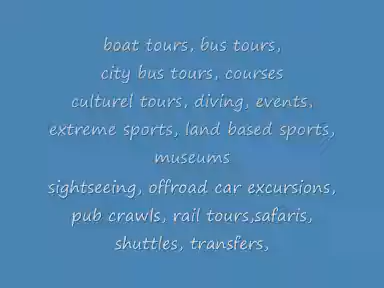 boat tours, bus tours,
city bus tours, courses
culturel tours, diving, events,
extreme sports, land based sports,
museums
sightseeing, offroad car excursions,
pub crawls, rail tours,safaris,
shuttles, transfers,